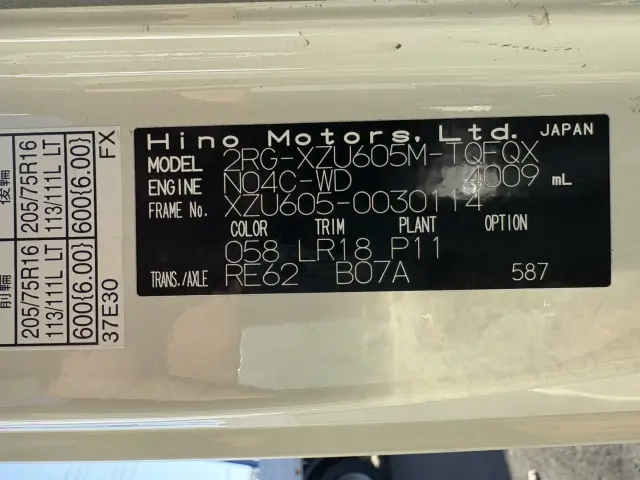 Hino Motors, Ltd. JAPAN
MODEL 2RG-XZU605M-TQFQX
ENGINE N04C-WD 4009 mL
FRAME No. XZU605-0030114
COLOR TRIM PLANT OPTION
058 LR18 P11
TRANS./AXLE RE62 B07A 587
前輪 後輪
205/75R16 205/75R16
113/111L LT 113/111L LT
600{6.00} 600{6.00}
37E30 FX